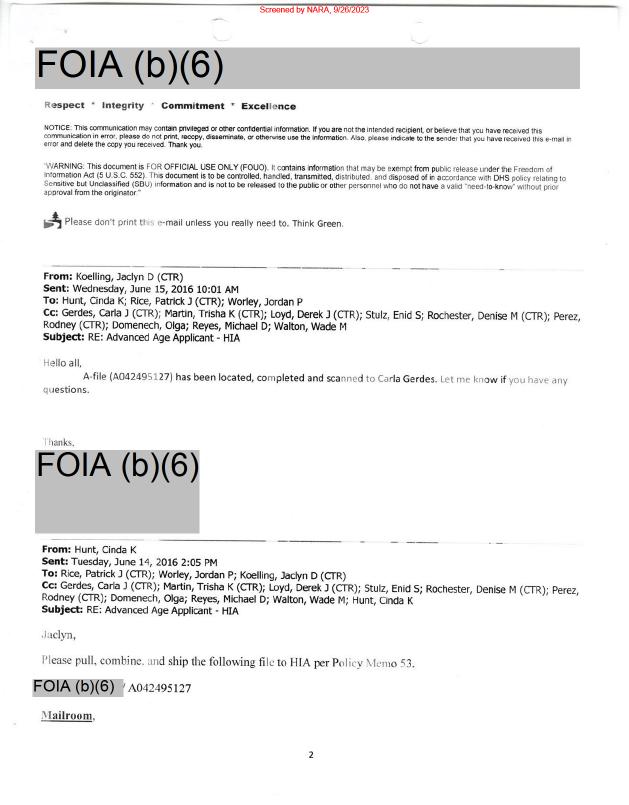 Screened by NARA, 9/26/2023
FOIA (b)(6)
Respect * Integrity * Commitment * Excellence
NOTICE: This communication may contain privileged or other confidential information. If you are not the intended recipient, or believe that you have received this
communication in error, please do not print, recopy, disseminate, or otherwise use the information. Also, please indicate to the sender that you have received this e-mail in
error and delete the copy you received. Thank you.
"WARNING: This document is FOR OFFICIAL USE ONLY (FOUO). It contains information that may be exempt from public release under the Freedom of
Information Act (5 U.S.C. 552). This document is to be controlled, handled, transmitted, distributed, and disposed of in accordance with DHS policy relating to
Sensitive but Unclassified (SBU) information and is not to be released to the public or other personnel who do not have a valid "need-to-know" without prior
approval from the originator."
Please don't print this e-mail unless you really need to. Think Green.
From: Koelling, Jaclyn D (CTR)
Sent: Wednesday, June 15, 2016 10:01 AM
To: Hunt, Cinda K; Rice, Patrick J (CTR); Worley, Jordan P
Cc: Gerdes, Carla J (CTR); Martin, Trisha K (CTR); Loyd, Derek J (CTR); Stulz, Enid S; Rochester, Denise M (CTR); Perez,
Rodney (CTR); Domenech, Olga; Reyes, Michael D; Walton, Wade M
Subject: RE: Advanced Age Applicant - HIA
Hello all,
A-file (A042495127) has been located, completed and scanned to Carla Gerdes. Let me know if you have any
questions.
Thanks,
FOIA (b)(6)
From: Hunt, Cinda K
Sent: Tuesday, June 14, 2016 2:05 PM
To: Rice, Patrick J (CTR); Worley, Jordan P; Koelling, Jaclyn D (CTR)
Cc: Gerdes, Carla J (CTR); Martin, Trisha K (CTR); Loyd, Derek J (CTR); Stulz, Enid S; Rochester, Denise M (CTR); Perez,
Rodney (CTR); Domenech, Olga; Reyes, Michael D; Walton, Wade M; Hunt, Cinda K
Subject: RE: Advanced Age Applicant - HIA
Jaclyn,
Please pull, combine, and ship the following file to HIA per Policy Memo 53.
FOIA (b)(6) / A042495127
Mailroom,
2